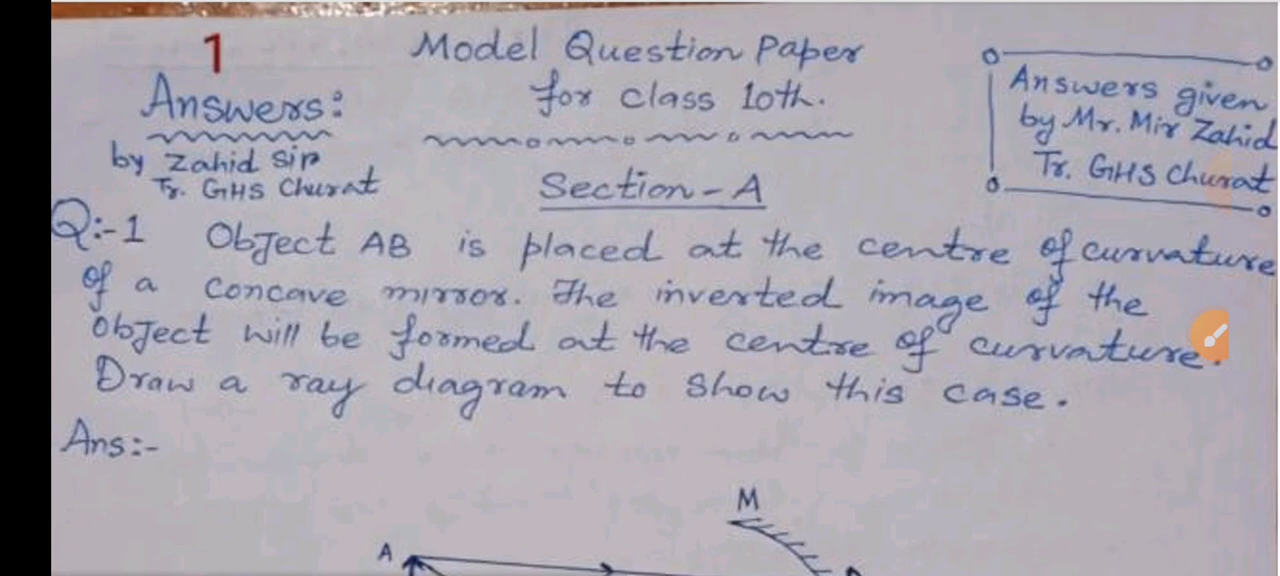 1
Model Question Paper
for class 10th.
Answers:
by Zahid Sir
Tr. GHS Churat
Answers given
by Mr. Mir Zahid
Tr. GHS Churat
Section - A
Q:-1 Object AB is placed at the centre of curvature
of a concave mirror. The inverted image of the
object will be formed at the centre of curvature.
Draw a ray diagram to show this case.
Ans:-
M
A